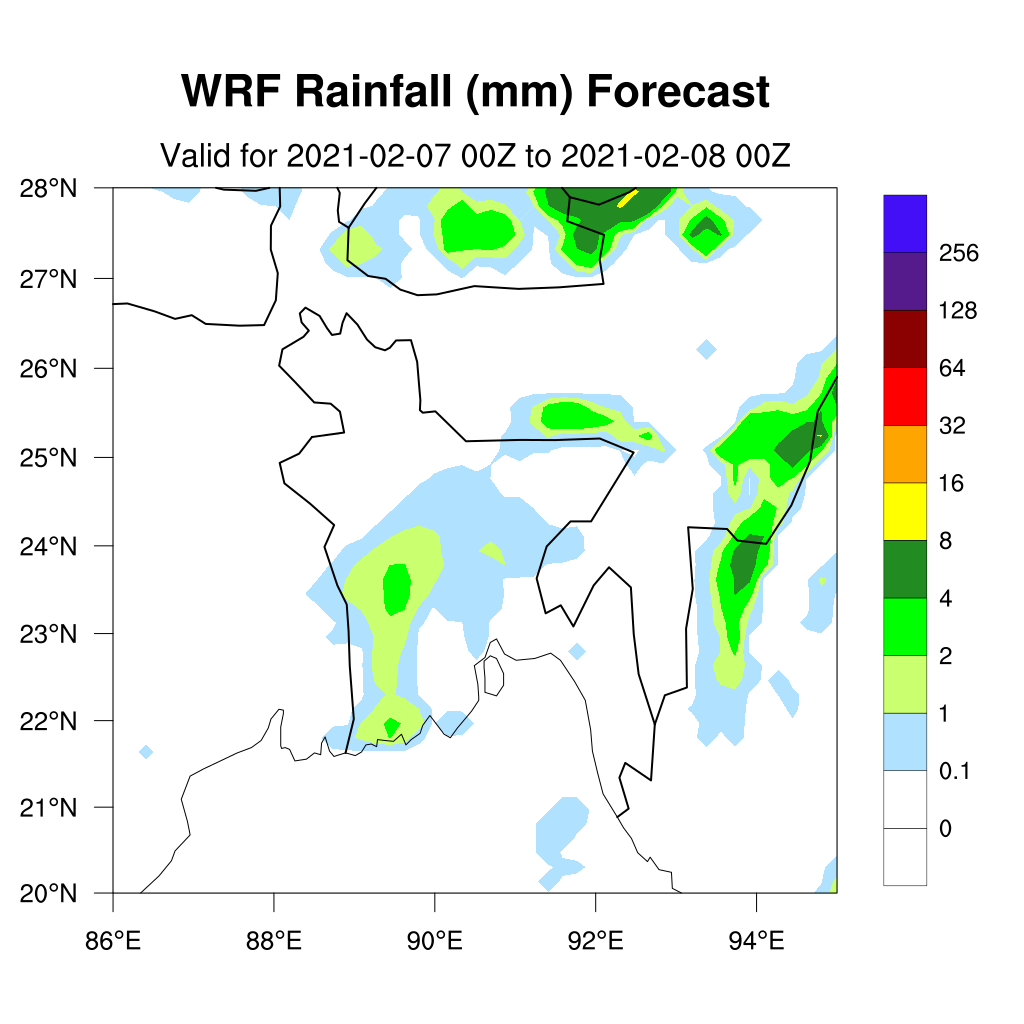 WRF Rainfall (mm) Forecast
Valid for 2021-02-07 00Z to 2021-02-08 00Z
28°N
27°N
26°N
25°N
24°N
23°N
22°N
21°N
20°N
86°E 88°E 90°E 92°E 94°E
256
128
64
32
16
8
4
2
1
0.1
0